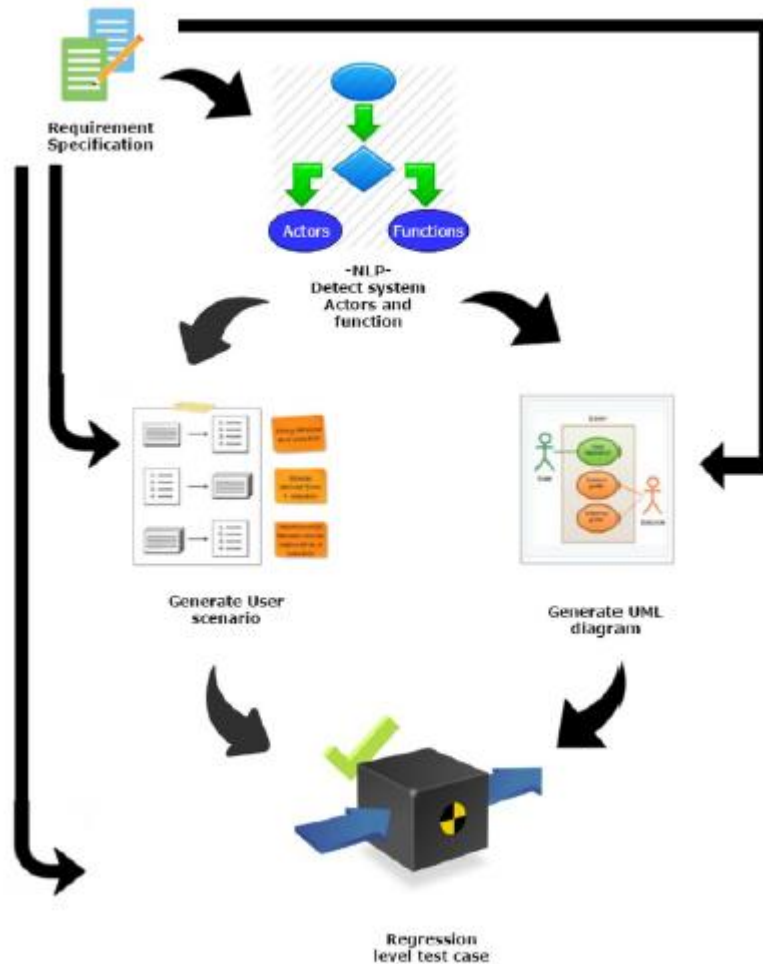 Requirement
Specification
Actors
Functions
-NLP-
Detect system
Actors and
function
Generate User
scenario
Generate UML
diagram
Regression
level test case